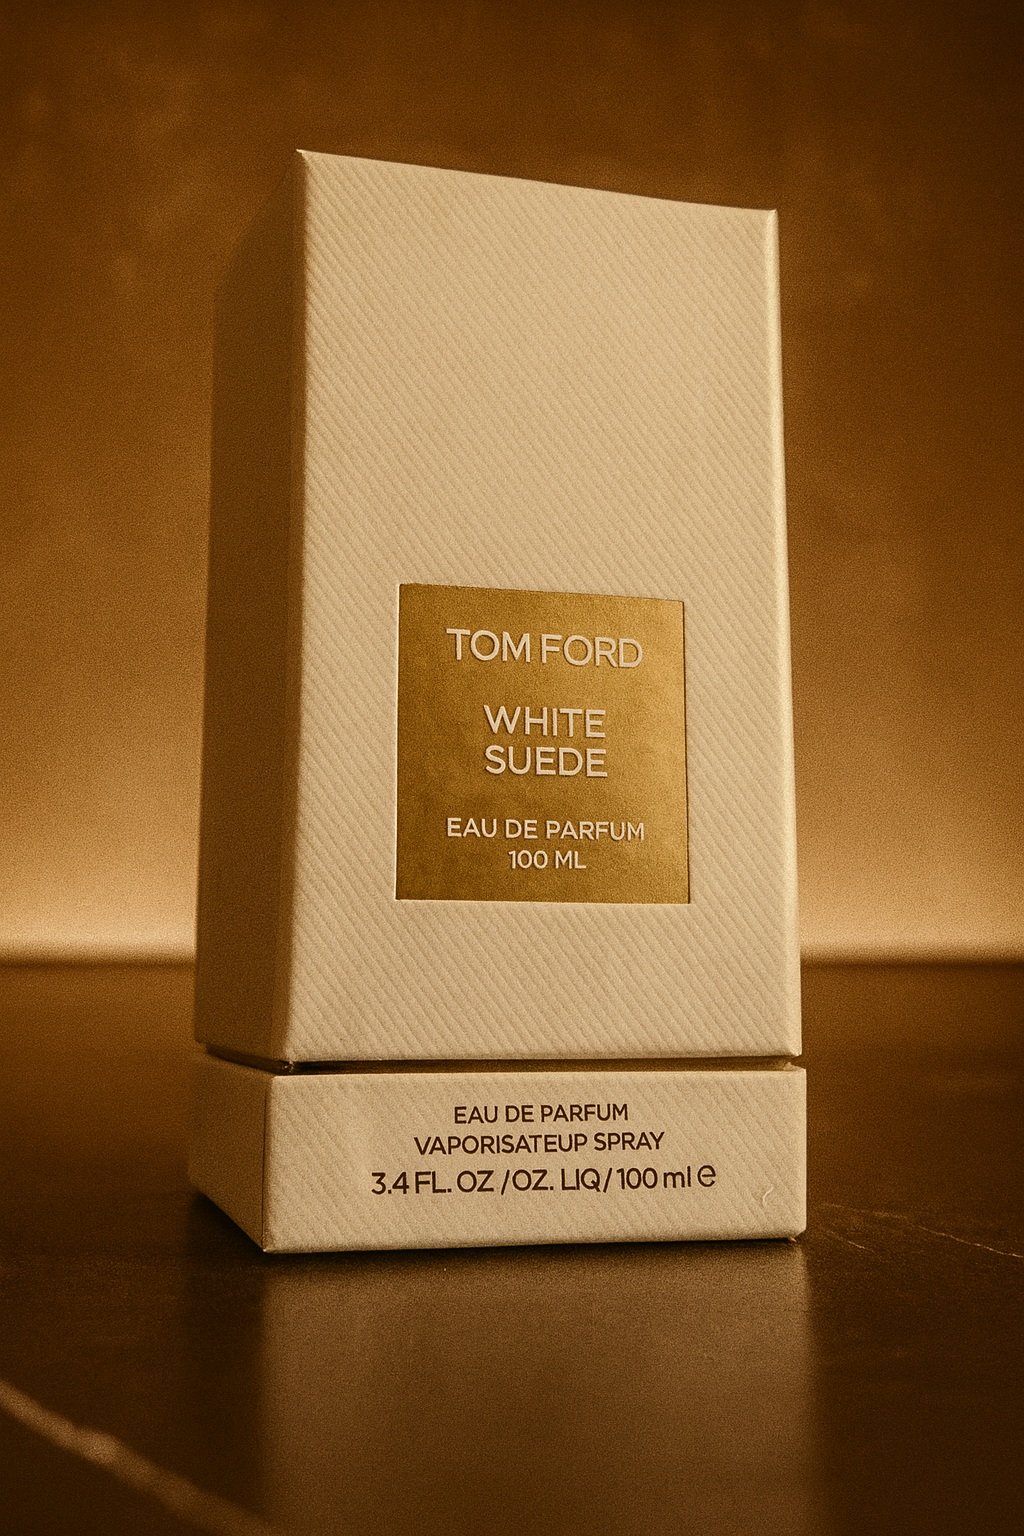 TOM FORD
WHITE
SUEDE
EAU DE PARFUM
100 ML
EAU DE PARFUM
VAPORISATEUP SPRAY
3.4 FL. OZ /OZ. LIQ/ 100 ml e